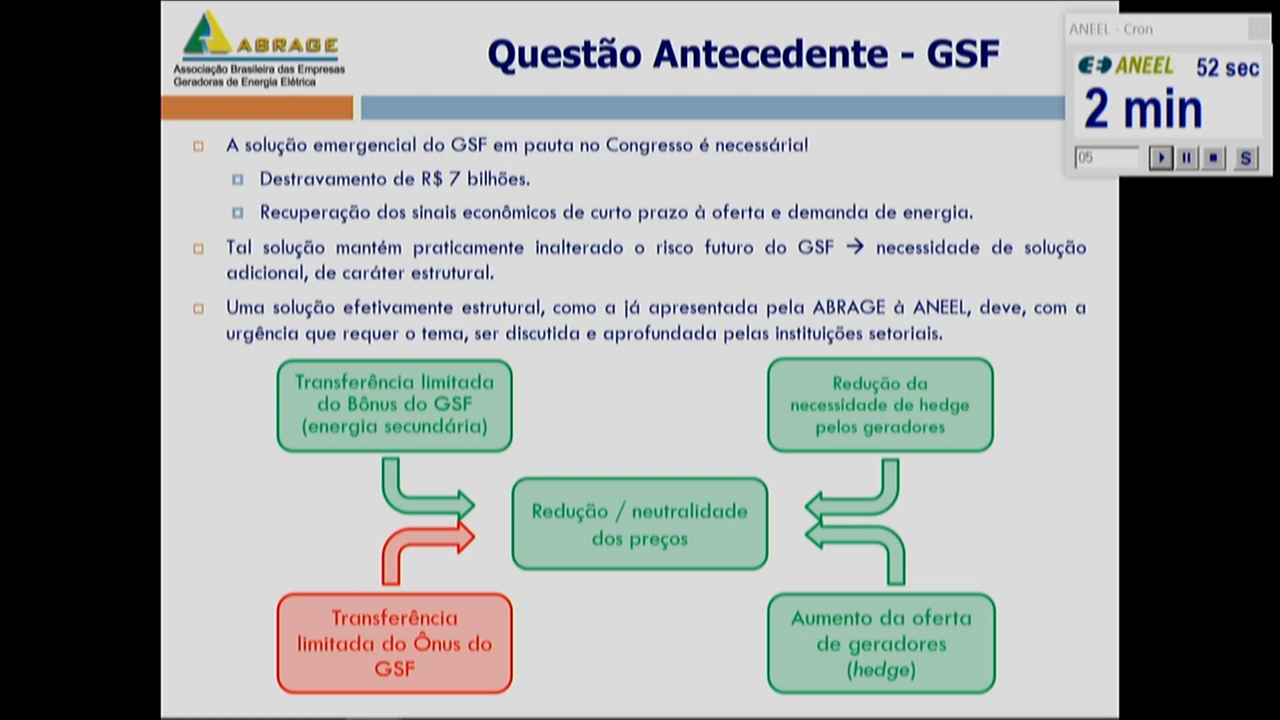 ABRAGE
Associação Brasileira das Empresas
Geradoras de Energia Elétrica
Questão Antecedente - GSF
ANEEL - Cron
ANEEL 52 sec
2 min
05
S
A solução emergencial do GSF em pauta no Congresso é necessária!
Destravamento de R$ 7 bilhões.
Recuperação dos sinais econômicos de curto prazo à oferta e demanda de energia.
Tal solução mantém praticamente inalterado o risco futuro do GSF → necessidade de solução
adicional, de caráter estrutural.
Uma solução efetivamente estrutural, como a já apresentada pela ABRAGE à ANEEL, deve, com a
urgência que requer o tema, ser discutida e aprofundada pelas instituições setoriais.
Transferência limitada
do Bônus do GSF
(energia secundária)
Redução da
necessidade de hedge
pelos geradores
Redução / neutralidade
dos preços
Transferência
limitada do Ônus do
GSF
Aumento da oferta
de geradores
(hedge)